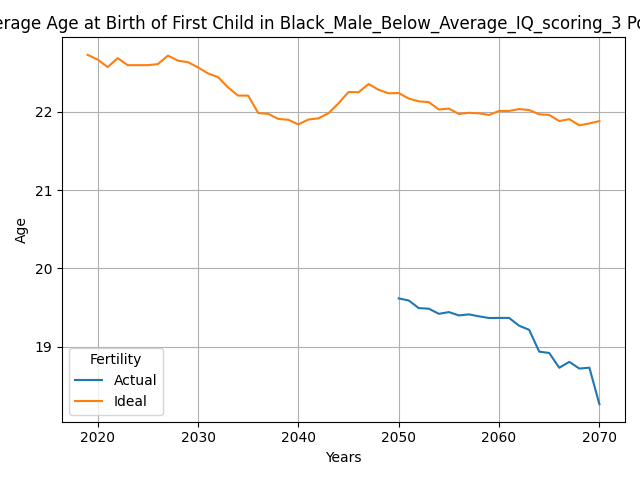 erage Age at Birth of First Child in Black_Male_Below_Average_IQ_scoring_3 Po
22
21
20
19
Age
Fertility
Actual
Ideal
2020 2030 2040 2050 2060 2070
Years